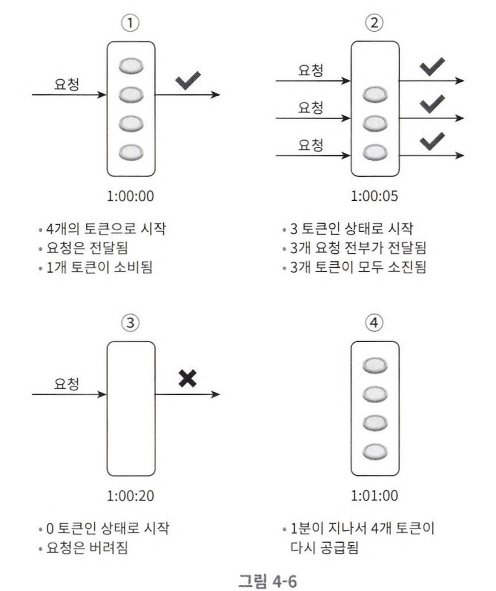 ①
요청
1:00:00
• 4개의 토큰으로 시작
• 요청은 전달됨
• 1개 토큰이 소비됨
②
요청
요청
요청
1:00:05
• 3 토큰인 상태로 시작
• 3개 요청 전부가 전달됨
• 3개 토큰이 모두 소진됨
③
요청
1:00:20
• 0 토큰인 상태로 시작
• 요청은 버려짐
④
1:01:00
• 1분이 지나서 4개 토큰이
다시 공급됨
그림 4-6